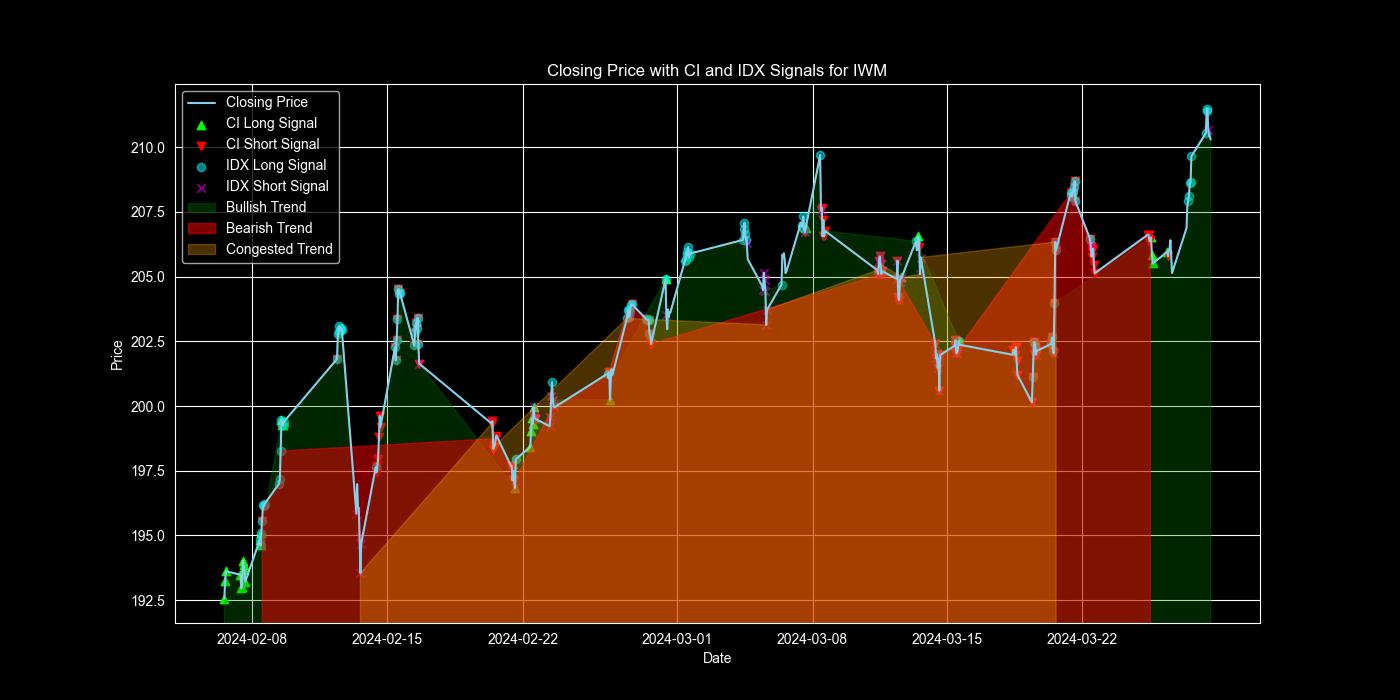 Closing Price with CI and IDX Signals for IWM
Closing Price
CI Long Signal
CI Short Signal
IDX Long Signal
IDX Short Signal
Bullish Trend
Bearish Trend
Congested Trend
Price
210.0
207.5
205.0
202.5
200.0
197.5
195.0
192.5
2024-02-08 2024-02-15 2024-02-22 2024-03-01 2024-03-08 2024-03-15 2024-03-22
Date